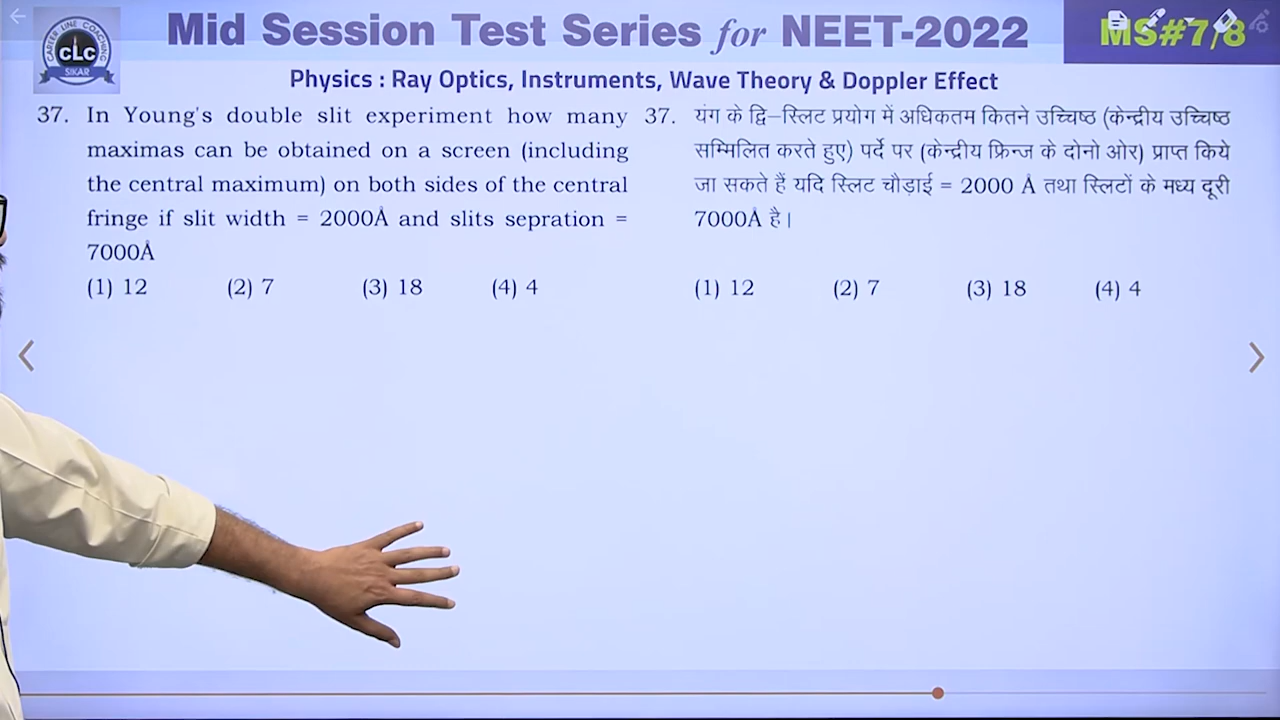 CAREER LINE COACHING
CLC
SIKAR
Mid Session Test Series for NEET-2022
MS#7/8
Physics : Ray Optics, Instruments, Wave Theory & Doppler Effect
37. In Young's double slit experiment how many
maximas can be obtained on a screen (including
the central maximum) on both sides of the central
fringe if slit width = 2000Å and slits sepration =
7000Å
(1) 12 (2) 7 (3) 18 (4) 4
37. यंग के द्वि–स्लिट प्रयोग में अधिकतम कितने उच्चिष्ठ (केन्द्रीय उच्चिष्ठ
सम्मिलित करते हुए) पर्दे पर (केन्द्रीय फ्रिन्ज के दोनो ओर) प्राप्त किये
जा सकते हैं यदि स्लिट चौड़ाई = 2000 Å तथा स्लिटों के मध्य दूरी
7000Å है।
(1) 12 (2) 7 (3) 18 (4) 4